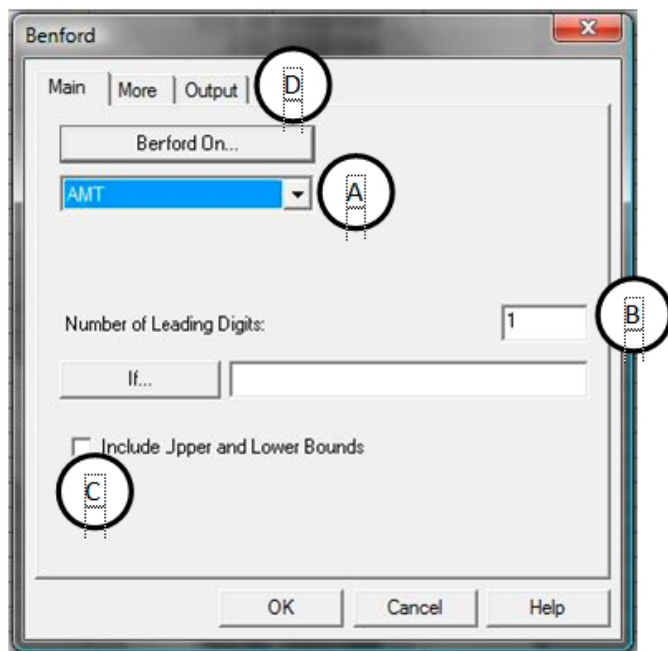 Benford
Main More Output D
Berford On...
AMT A
Number of Leading Digits: 1 B
If...
Include Jpper and Lower Bounds
C
OK Cancel Help